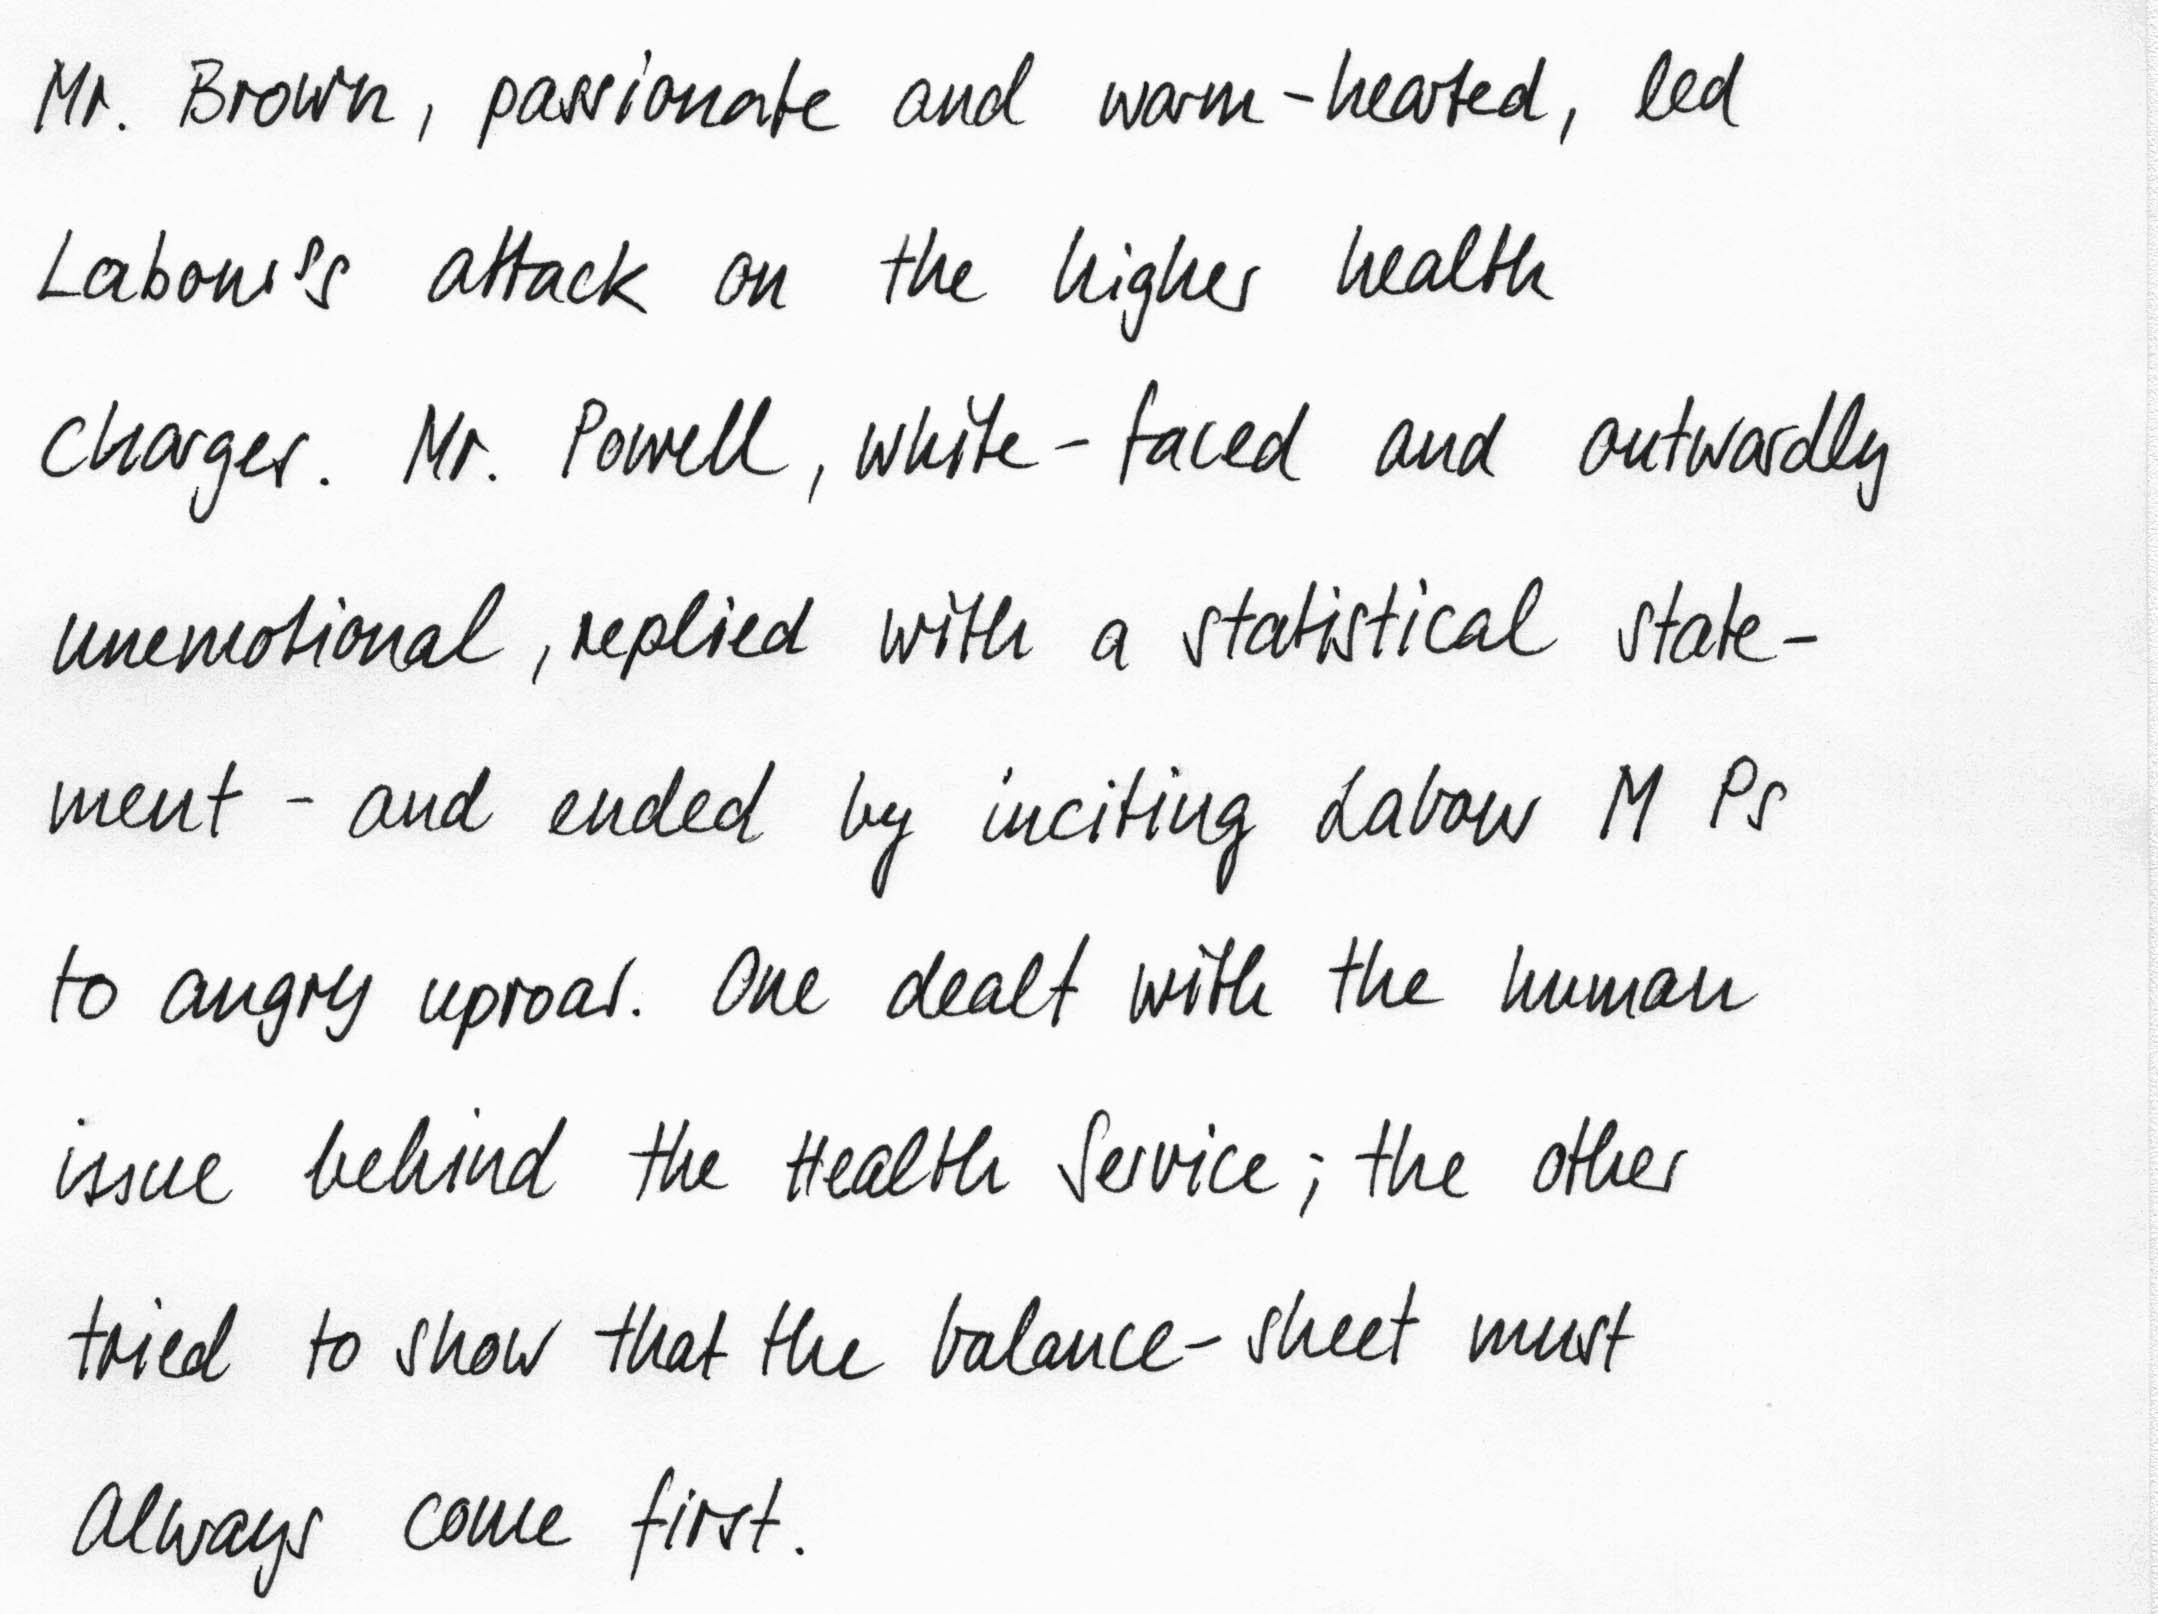 Mr. Brown, passionate and warm-hearted, led
Labour's attack on the higher health
charges. Mr. Powell, white-faced and outwardly
unemotional, replied with a statistical state-
ment - and ended by inciting Labour M Ps
to angry uproar. One dealt with the human
issue behind the Health Service; the other
tried to show that the balance-sheet must
always come first.